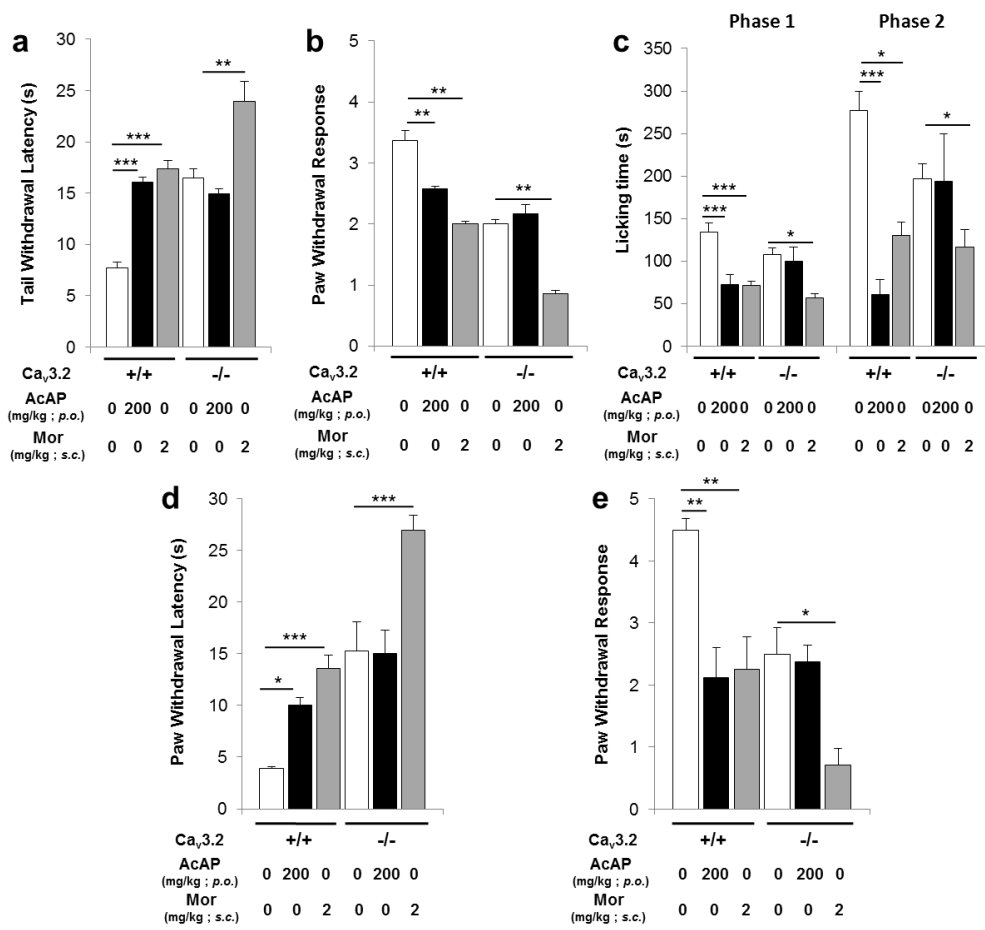 Phase 1 Phase 2
a
Tail Withdrawal Latency (s)
30
25
20
15
10
5
0
***
***
**
Cav3.2 +/+ -/-
AcAP 0 200 0 0 200 0
(mg/kg ; p.o.)
Mor 0 0 2 0 0 2
(mg/kg ; s.c.)
b
Paw Withdrawal Response
5
4
3
2
1
0
**
**
**
+/+ -/-
0 200 0 0 200 0
0 0 2 0 0 2
c
Licking time (s)
350
300
250
200
150
100
50
0
***
***
*
*
***
*
Cav3.2 +/+ -/- +/+ -/-
AcAP 0 200 0 0 200 0 0 200 0 0 200 0
(mg/kg ; p.o.)
Mor 0 0 2 0 0 2 0 0 2 0 0 2
(mg/kg ; s.c.)
d
Paw Withdrawal Latency (s)
30
25
20
15
10
5
0
***
*
***
Cav3.2 +/+ -/-
AcAP 0 200 0 0 200 0
(mg/kg ; p.o.)
Mor 0 0 2 0 0 2
(mg/kg ; s.c.)
e
Paw Withdrawal Response
5
4
3
2
1
0
**
**
*
Cav3.2 +/+ -/-
AcAP 0 200 0 0 200 0
(mg/kg ; p.o.)
Mor 0 0 2 0 0 2
(mg/kg ; s.c.)